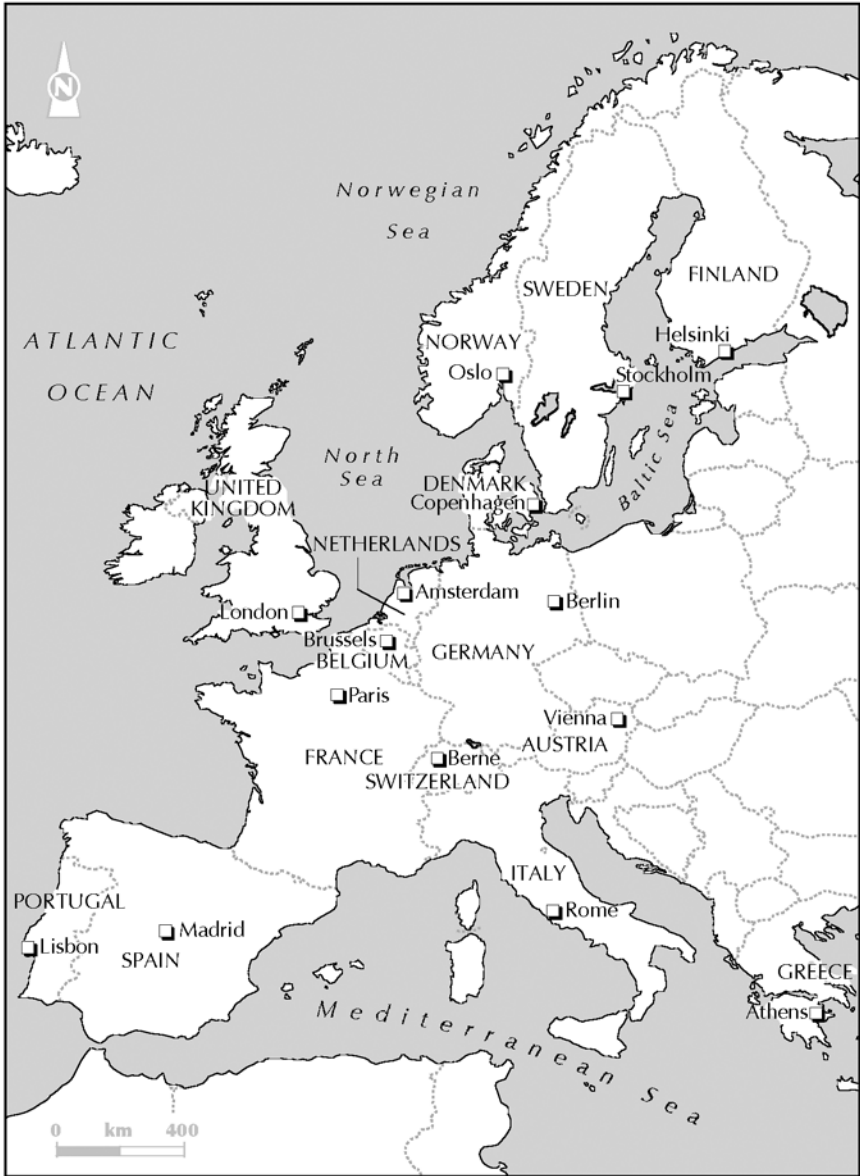 N
Norwegian
Sea
ATLANTIC
OCEAN
SWEDEN
FINLAND
Helsinki
NORWAY
Oslo
Stockholm
North
Sea
Baltic Sea
DENMARK
Copenhagen
UNITED
KINGDOM
NETHERLANDS
Amsterdam
Berlin
London
Brussels
BELGIUM
GERMANY
Paris
Vienna
AUSTRIA
FRANCE
Berne
SWITZERLAND
ITALY
PORTUGAL
Madrid
Rome
Lisbon
SPAIN
GREECE
Athens
Mediterranean Sea
0 km 400